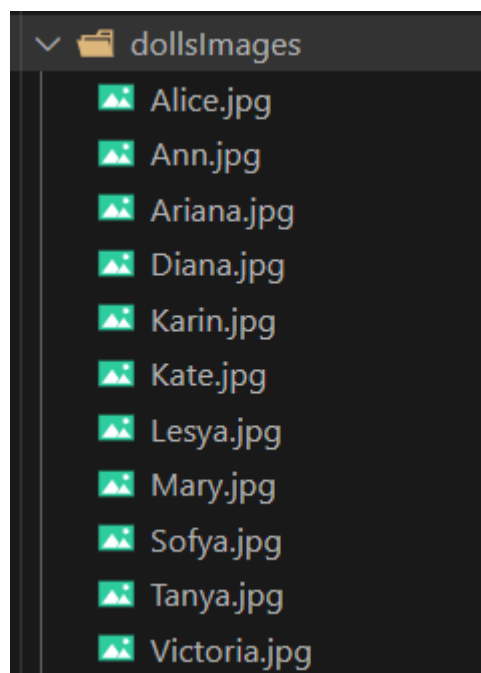 dollsImages
Alice.jpg
Ann.jpg
Ariana.jpg
Diana.jpg
Karin.jpg
Kate.jpg
Lesya.jpg
Mary.jpg
Sofya.jpg
Tanya.jpg
Victoria.jpg